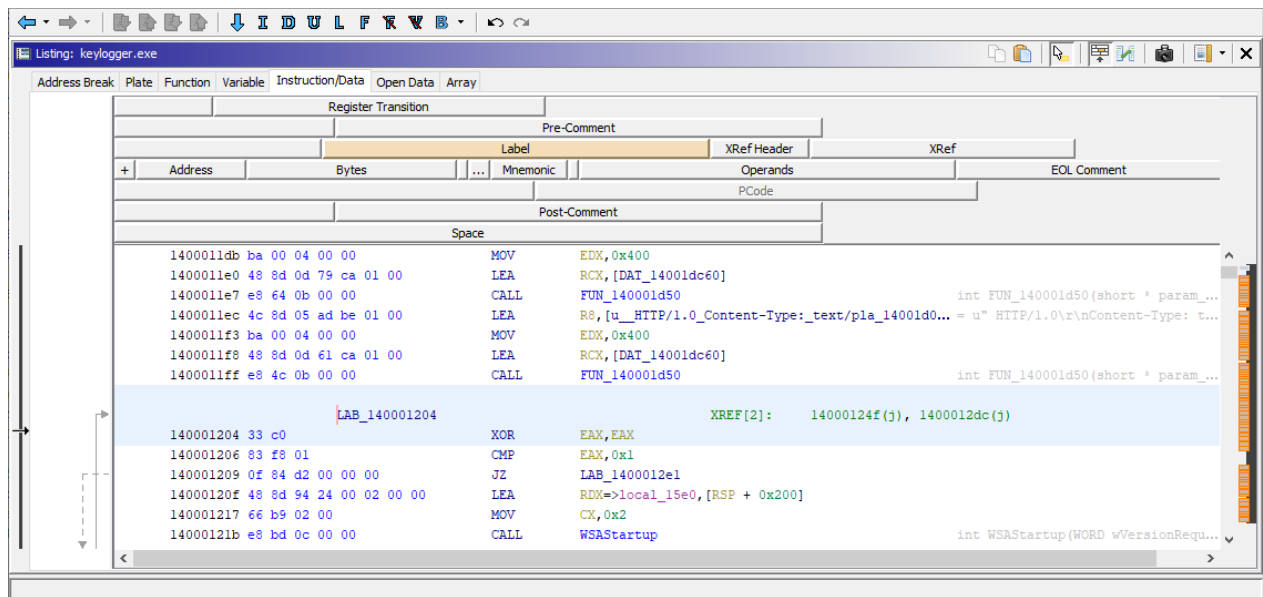 I D U L F R V B
Listing: keylogger.exe
Address Break Plate Function Variable Instruction/Data Open Data Array
Register Transition
Pre-Comment
Label XRef Header XRef
+ Address Bytes ... Mnemonic Operands EOL Comment
PCode
Post-Comment
Space
1400011db ba 00 04 00 00 MOV EDX,0x400
1400011e0 48 8d 0d 79 ca 01 00 LEA RCX,[DAT_14001dc60]
1400011e7 e8 64 0b 00 00 CALL FUN_140001d50 int FUN_140001d50(short * param_...
1400011ec 4c 8d 05 ad be 01 00 LEA R8,[u__HTTP/1.0_Content-Type:_text/pla_14001d0... = u" HTTP/1.0\r\nContent-Type: t...
1400011f3 ba 00 04 00 00 MOV EDX,0x400
1400011f8 48 8d 0d 61 ca 01 00 LEA RCX,[DAT_14001dc60]
1400011ff e8 4c 0b 00 00 CALL FUN_140001d50 int FUN_140001d50(short * param_...
LAB_140001204 XREF[2]: 14000124f(j), 1400012dc(j)
140001204 33 c0 XOR EAX,EAX
140001206 83 f8 01 CMP EAX,0x1
140001209 0f 84 d2 00 00 00 JZ LAB_1400012e1
14000120f 48 8d 94 24 00 02 00 00 LEA RDX=>local_15e0,[RSP + 0x200]
140001217 66 b9 02 00 MOV CX,0x2
14000121b e8 bd 0c 00 00 CALL WSAStartup int WSAStartup(WORD wVersionRequ...